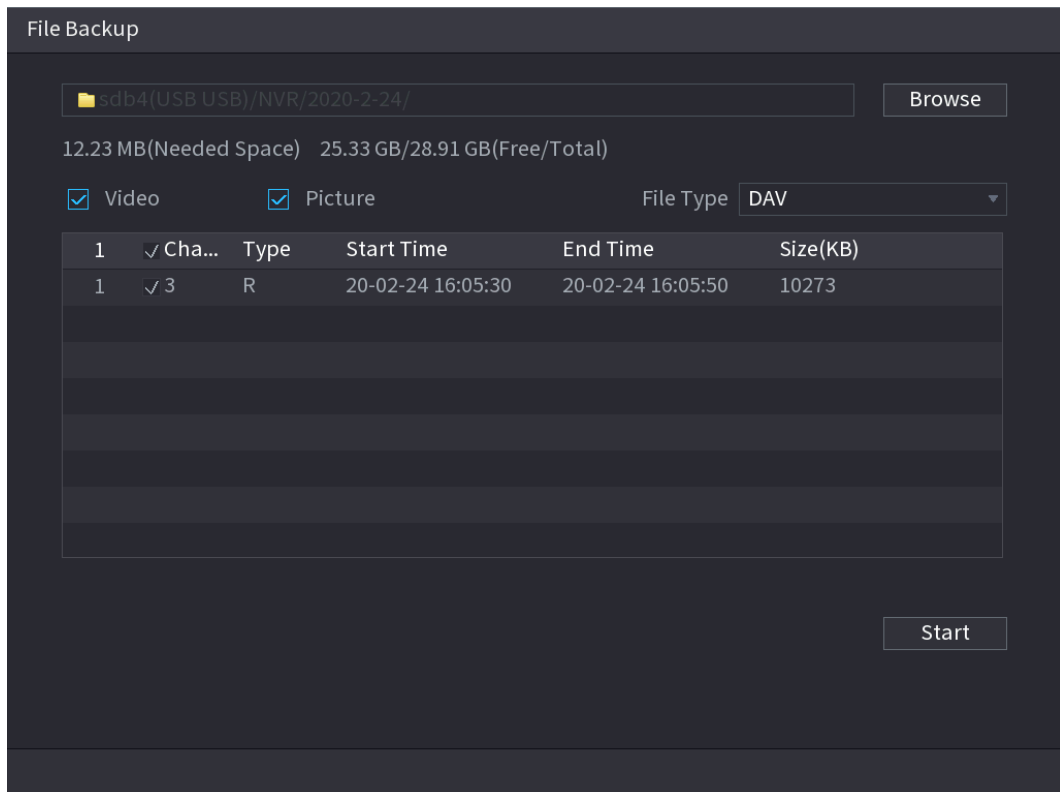 File Backup
sdb4(USB USB)/NVR/2020-2-24/ Browse
12.23 MB(Needed Space) 25.33 GB/28.91 GB(Free/Total)
Video Picture File Type DAV
1 Cha... Type Start Time End Time Size(KB)
1 3 R 20-02-24 16:05:30 20-02-24 16:05:50 10273
Start